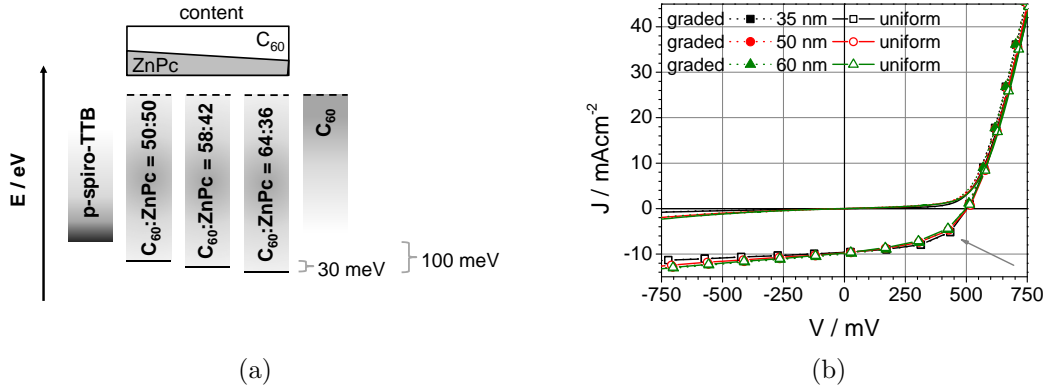 content
C60
ZnPc
E / eV
p-spiro-TTB
C60:ZnPc = 50:50
C60:ZnPc = 58:42
C60:ZnPc = 64:36
C60
30 meV
100 meV
(a)
graded 35 nm uniform
graded 50 nm uniform
graded 60 nm uniform
40
30
20
10
0
-10
J / mAcm-2
-750 -500 -250 0 250 500 750
V / mV
(b)